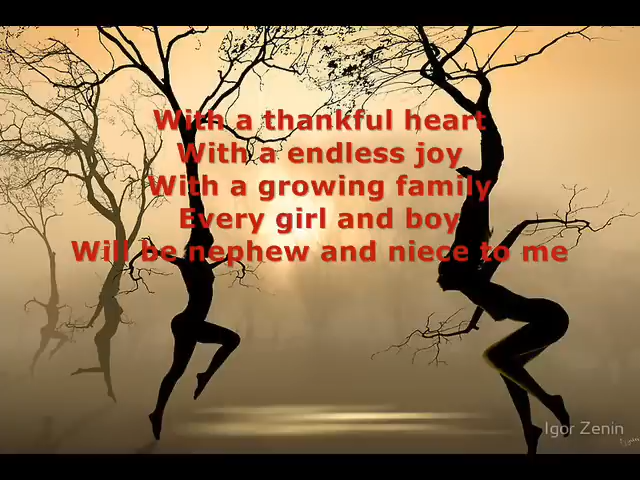 With a thankful heart
With a endless joy
With a growing family
Every girl and boy
Will be nephew and niece to me
Igor Zenin